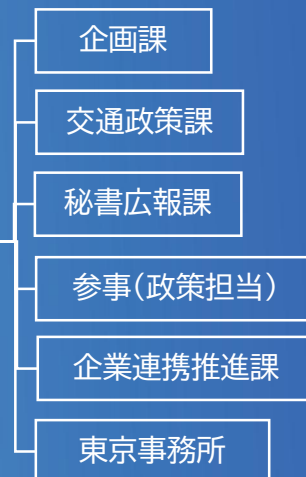 企画課
交通政策課
秘書広報課
参事（政策担当）
企業連携推進課
東京事務所